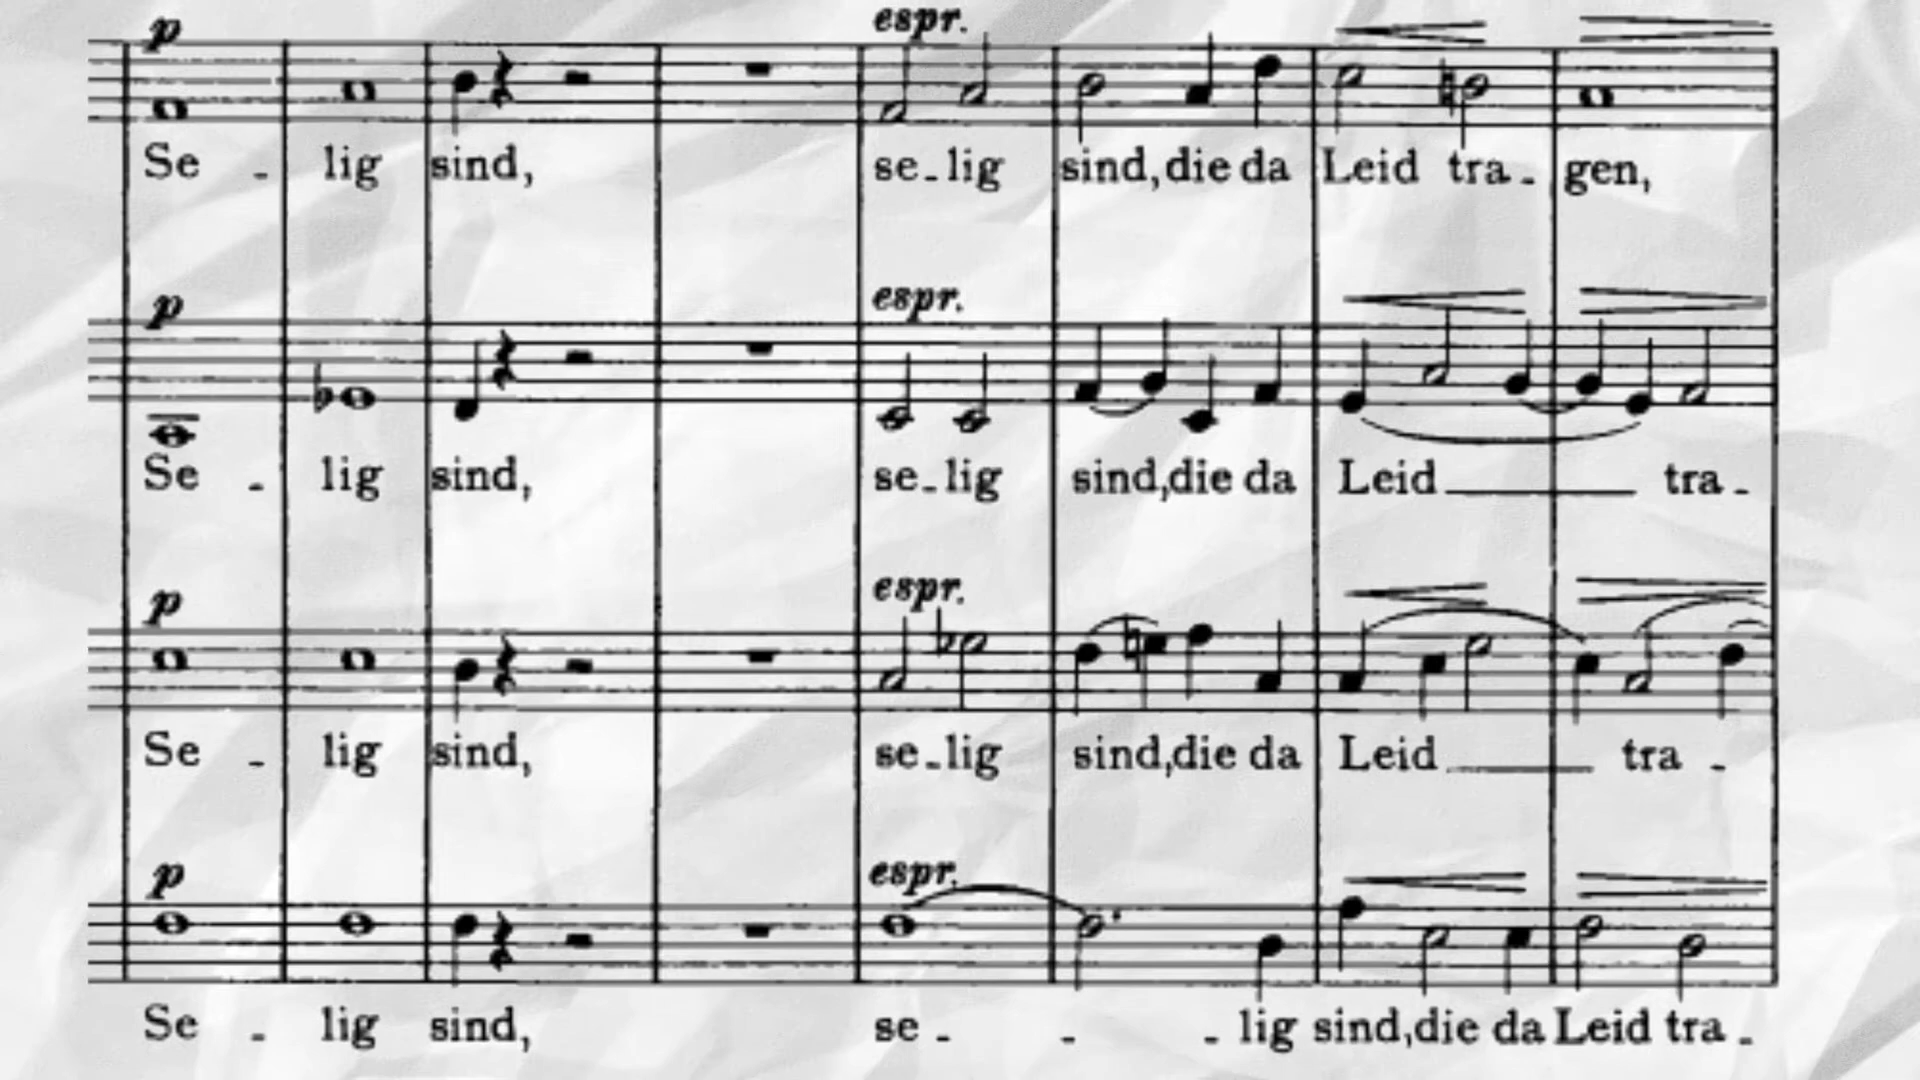 p espr.
Se - lig sind, se-lig sind, die da Leid tra- gen,
p espr.
Se - lig sind, se-lig sind, die da Leid tra-
p espr.
Se - lig sind, se-lig sind, die da Leid tra -
p espr.
Se - lig sind, se - - - lig sind, die da Leid tra-